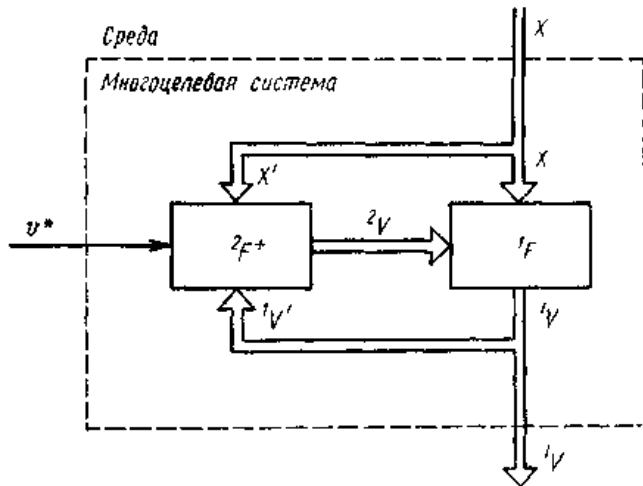 Среда
X
Многоцелевая система
X'
X
v*
²F⁺
²V
¹F
¹V'
¹V
¹V